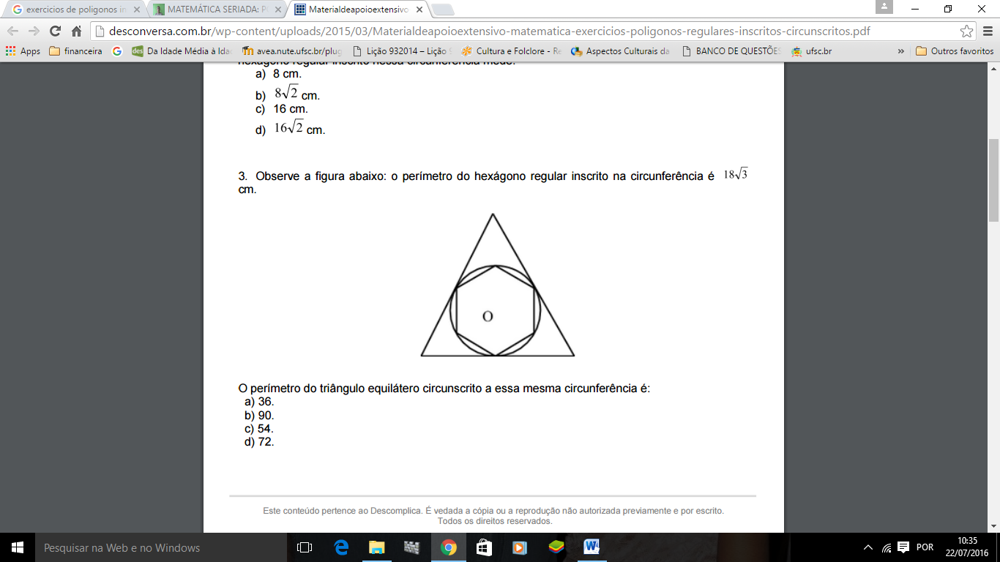 exercicios de poligonos in
MATEMÁTICA SERIADA: P
Materialdeapoioextensivo
desconversa.com.br/wp-content/uploads/2015/03/Materialdeapoioextensivo-matematica-exercicios-poligonos-regulares-inscritos-circunscritos.pdf
Apps financeira G des Da Idade Média à Ida avea.nute.ufsc.br/plug Lição 932014 – Lição Cultura e Folclore - Re Aspectos Culturais da BANCO DE QUESTÕES ufsc.br » Outros favoritos
hexágono regular inscrito nessa circunferência mede:
a) 8 cm.
b) 8√2 cm.
c) 16 cm.
d) 16√2 cm.
3. Observe a figura abaixo: o perímetro do hexágono regular inscrito na circunferência é 18√3
cm.
O
O perímetro do triângulo equilátero circunscrito a essa mesma circunferência é:
a) 36.
b) 90.
c) 54.
d) 72.
Este conteúdo pertence ao Descomplica. É vedada a cópia ou a reprodução não autorizada previamente e por escrito.
Todos os direitos reservados.
Pesquisar na Web e no Windows
POR
10:35
22/07/2016